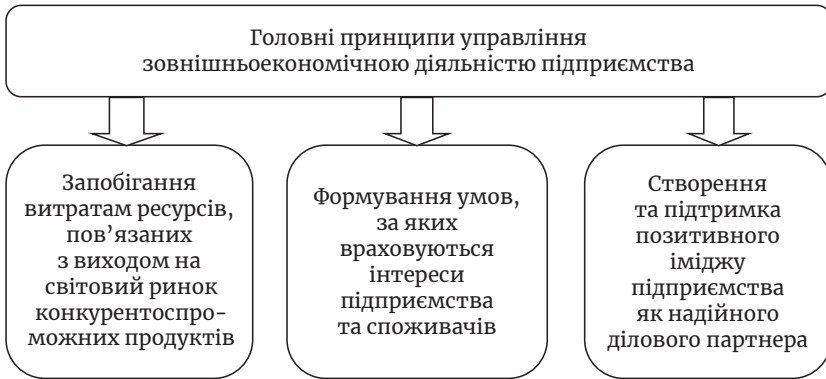 Головні принципи управління
зовнішньоекономічною діяльністю підприємства
Запобігання
витратам ресурсів,
пов’язаних
з виходом на
світовий ринок
конкурентоспро-
можних продуктів
Формування умов,
за яких
враховуються
інтереси
підприємства
та споживачів
Створення
та підтримка
позитивного
іміджу
підприємства
як надійного
ділового партнера